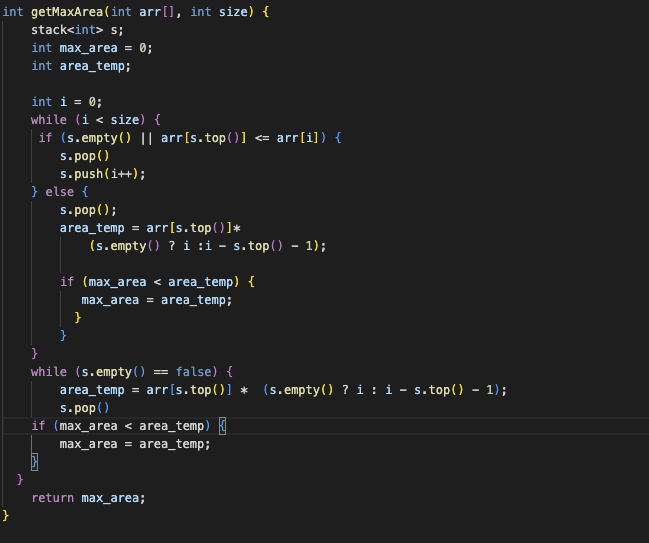 int getMaxArea(int arr[], int size) {
stack<int> s;
int max_area = 0;
int area_temp;
int i = 0;
while (i < size) {
if (s.empty() || arr[s.top()] <= arr[i]) {
s.pop()
s.push(i++);
} else {
s.pop();
area_temp = arr[s.top()]*
(s.empty() ? i :i - s.top() - 1);
if (max_area < area_temp) {
max_area = area_temp;
}
}
}
while (s.empty() == false) {
area_temp = arr[s.top()] *  (s.empty() ? i : i - s.top() - 1);
s.pop()
if (max_area < area_temp) {
max_area = area_temp;
}
}
return max_area;
}